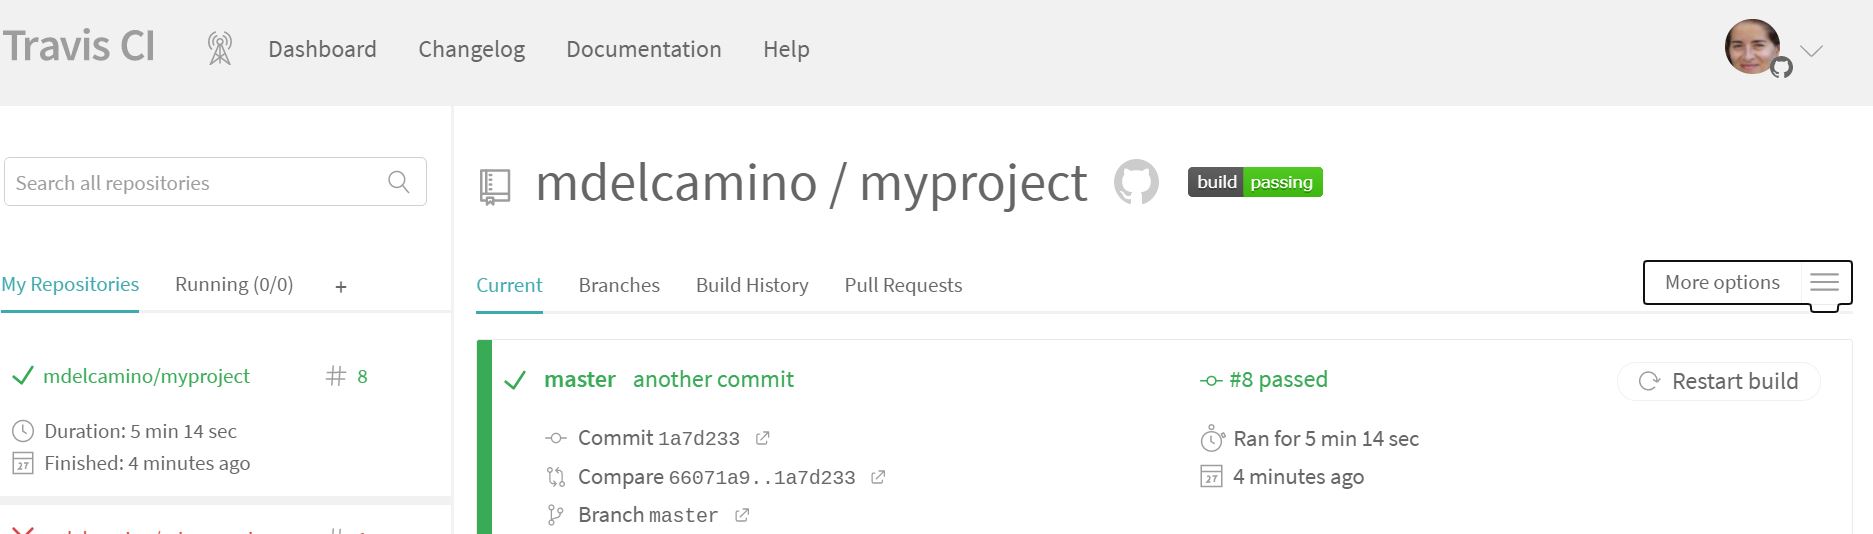 Travis CI Dashboard Changelog Documentation Help
Search all repositories
My Repositories Running (0/0) +
mdelcamino/myproject # 8
Duration: 5 min 14 sec
Finished: 4 minutes ago
mdelcamino / myproject build passing
Current Branches Build History Pull Requests More options
master another commit #8 passed Restart build
Commit 1a7d233 Ran for 5 min 14 sec
Compare 66071a9..1a7d233 4 minutes ago
Branch master